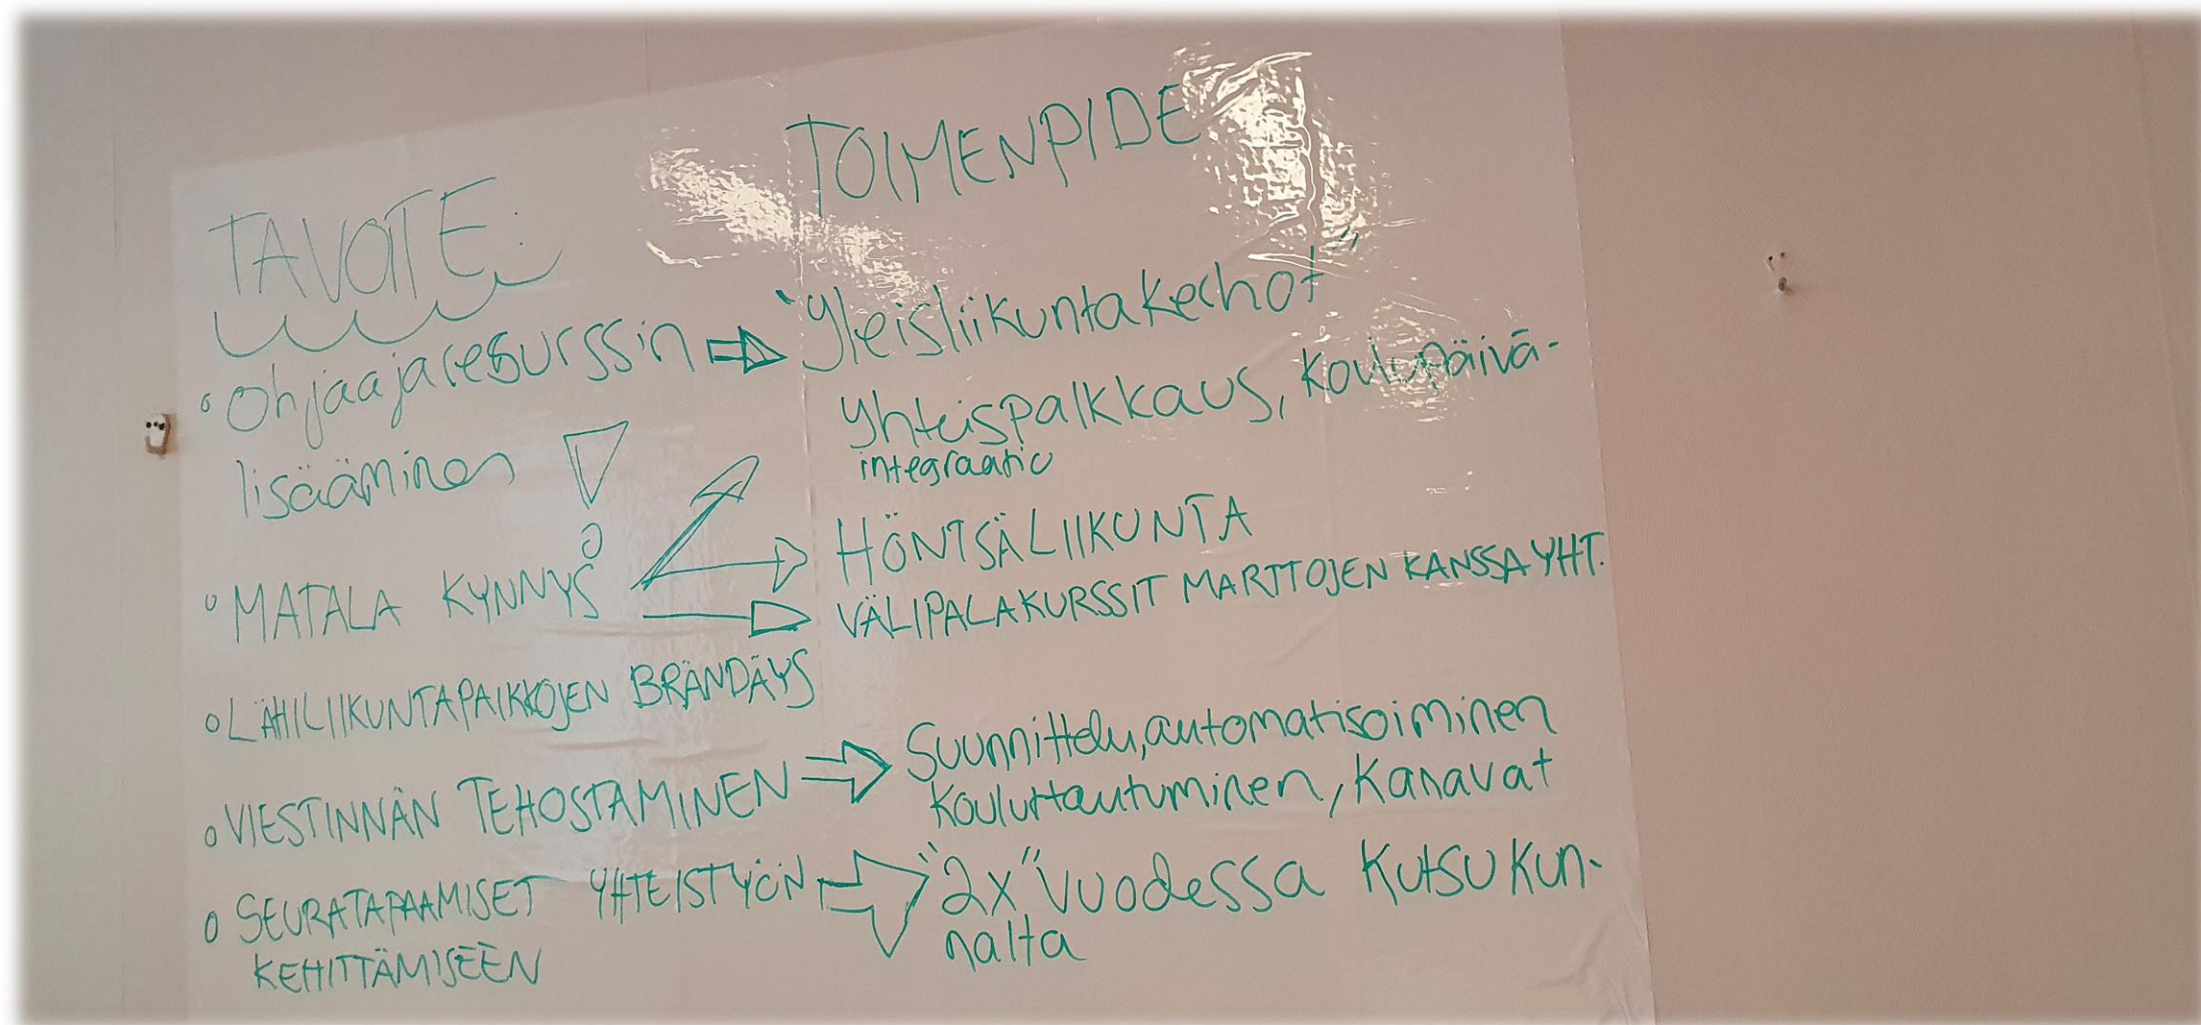 TAVOITE:
TOIMENPIDE
Ohjaajaresurssin
lisääminen
"Yleisliikuntakerhot"
Yhteispalkkaus, koulupäivä-
integraatio
MATALA KYNNYS
HÖNTSÄLIIKUNTA
VÄLIPALAKURSSIT MARTTOJEN KANSSA YHT.
LÄHILIIKUNTAPAIKKOJEN BRÄNDÄYS
VIESTINNÄN TEHOSTAMINEN
Suunnittelu, automatisoiminen
Kouluttautuminen, Kanavat
SEURATAPAAMISET YHTEISTYÖN
KEHITTÄMISEEN
"2x" vuodessa kutsu kun-
nalta